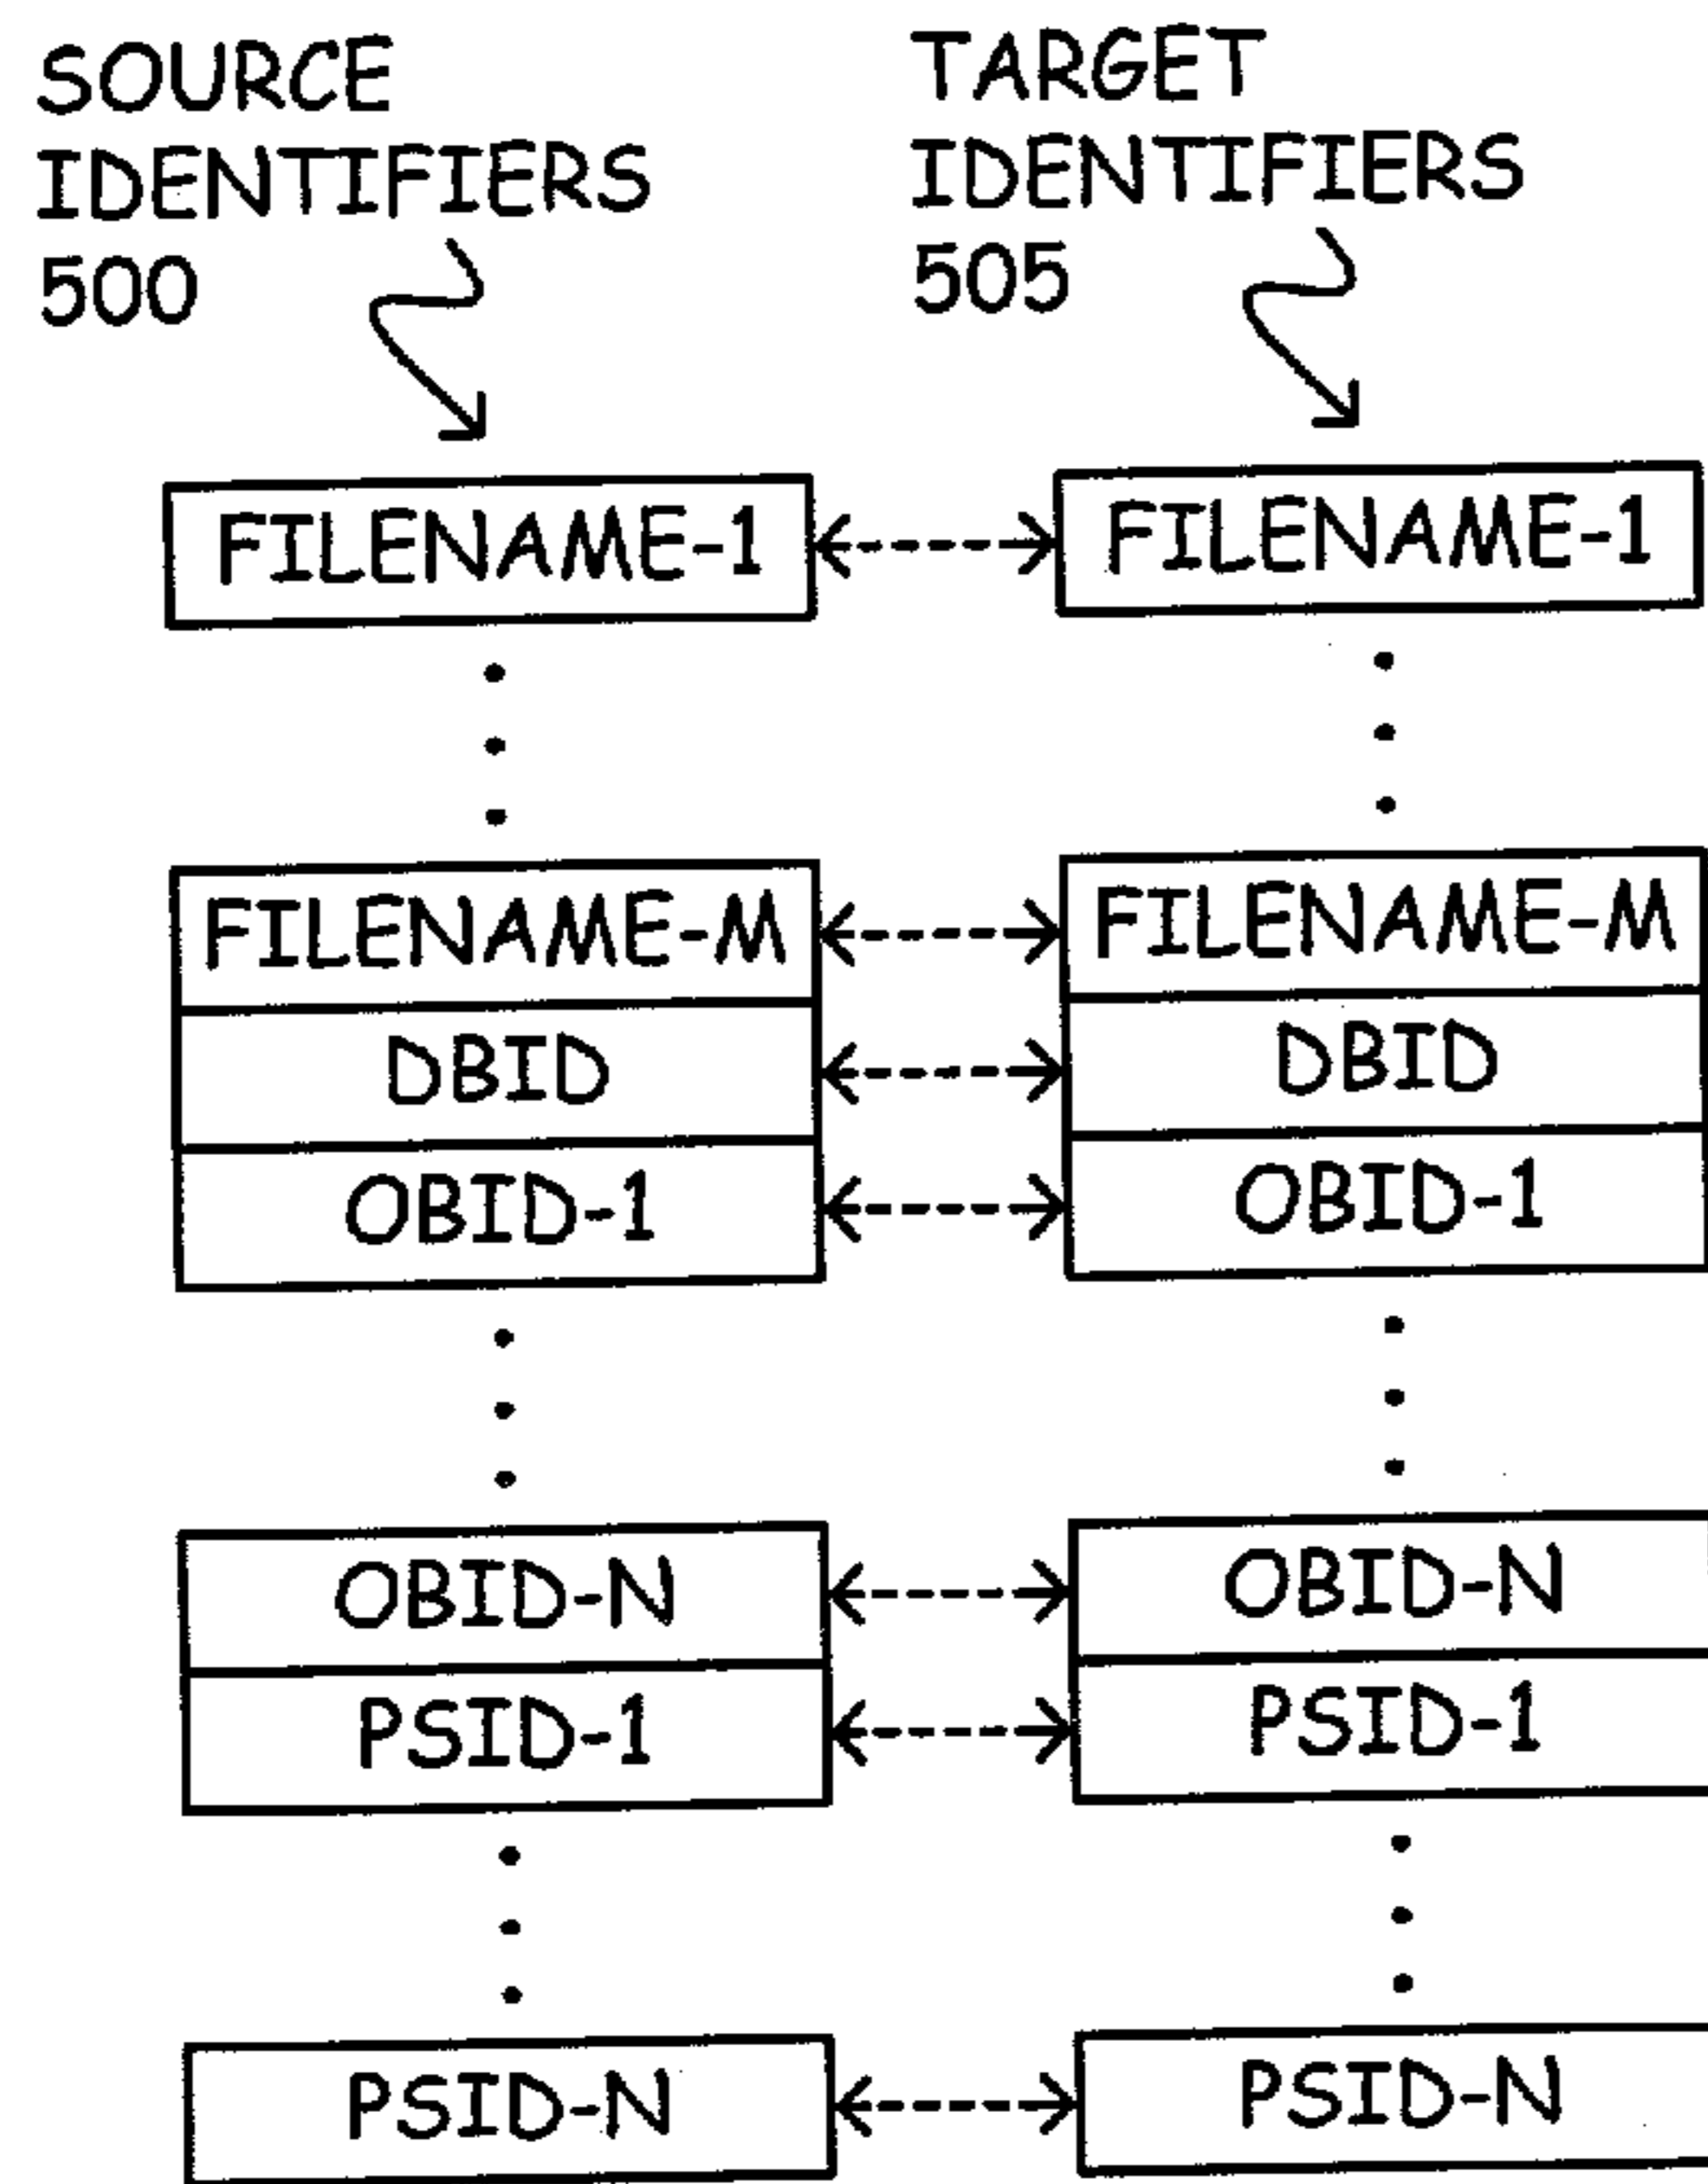 SOURCE
IDENTIFIERS
500
TARGET
IDENTIFIERS
505
FILENAME-1
FILENAME-1
FILENAME-M
FILENAME-M
DBID
DBID
OBID-1
OBID-1
OBID-N
OBID-N
PSID-1
PSID-1
PSID-N
PSID-N